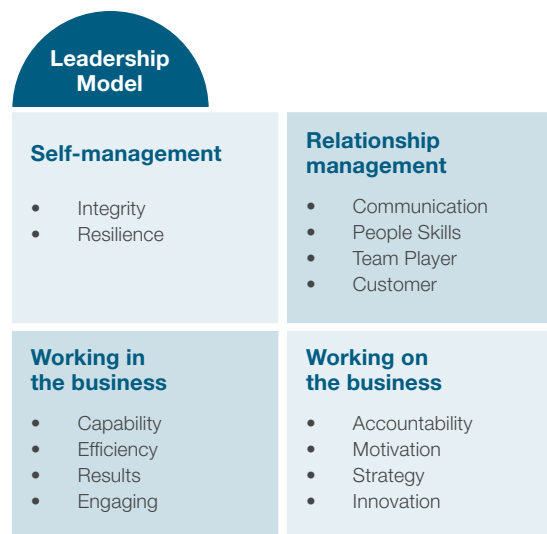 Leadership
Model
Self-management
• Integrity
• Resilience
Relationship
management
• Communication
• People Skills
• Team Player
• Customer
Working in
the business
• Capability
• Efficiency
• Results
• Engaging
Working on
the business
• Accountability
• Motivation
• Strategy
• Innovation